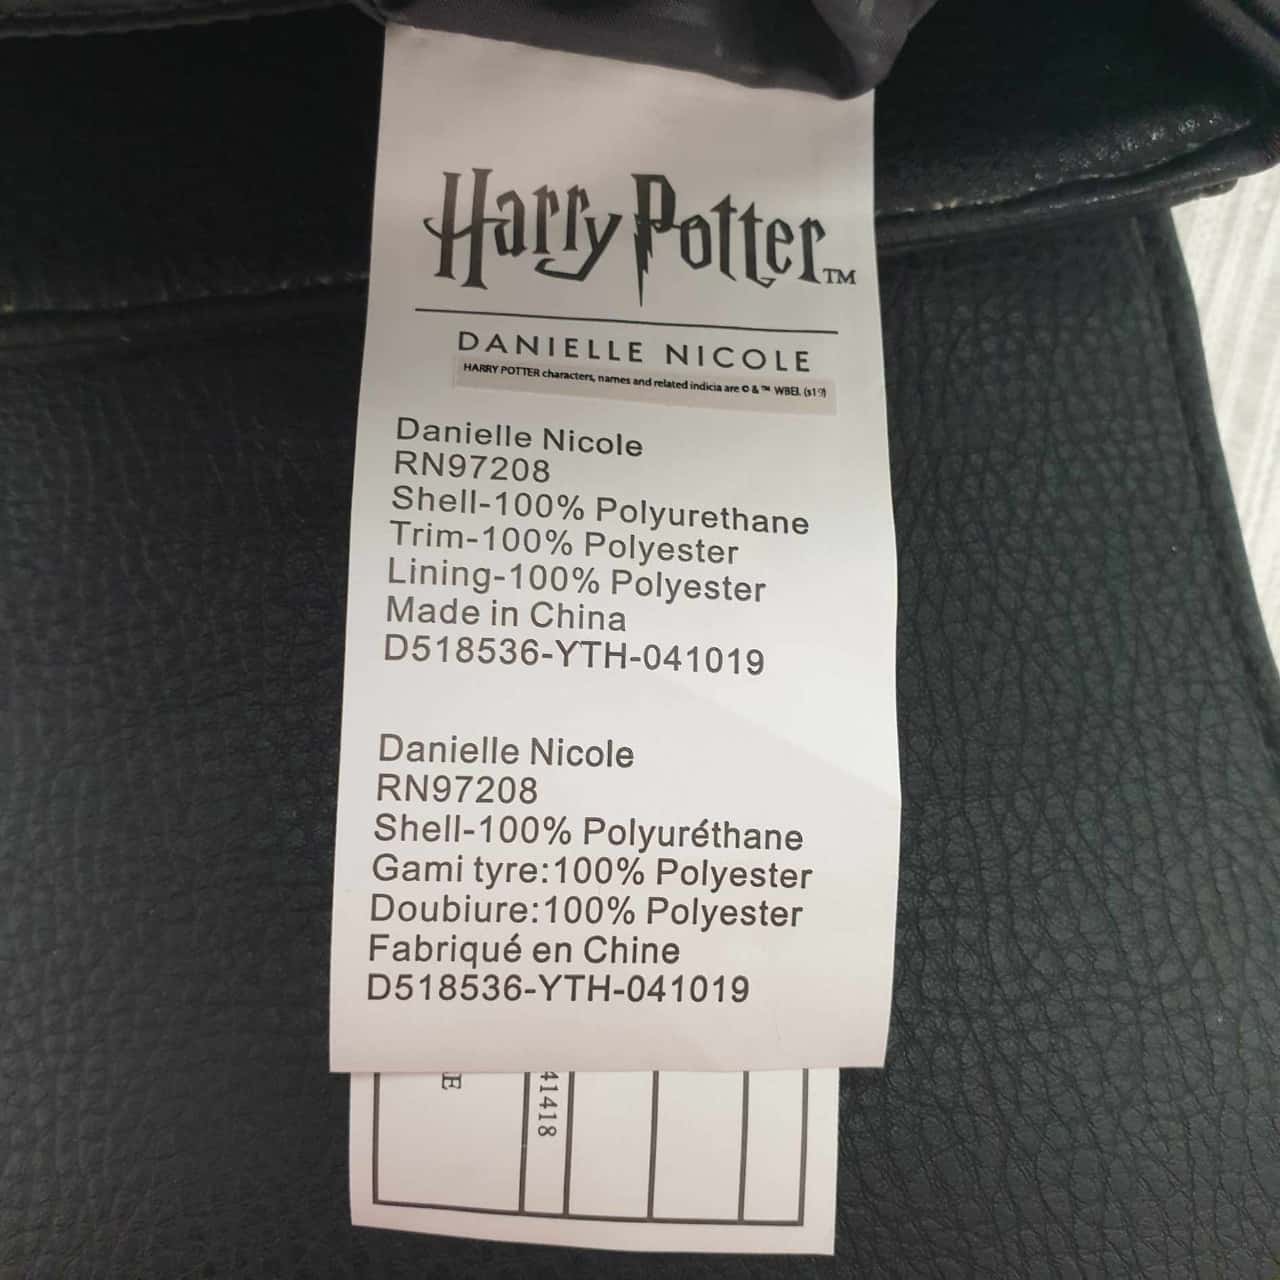 Harry Potter™
DANIELLE NICOLE
HARRY POTTER characters, names and related indicia are © & ™ WBEI. (s19)
Danielle Nicole
RN97208
Shell-100% Polyurethane
Trim-100% Polyester
Lining-100% Polyester
Made in China
D518536-YTH-041019
Danielle Nicole
RN97208
Shell-100% Polyuréthane
Gami tyre:100% Polyester
Doubiure:100% Polyester
Fabriqué en Chine
D518536-YTH-041019
E
41418